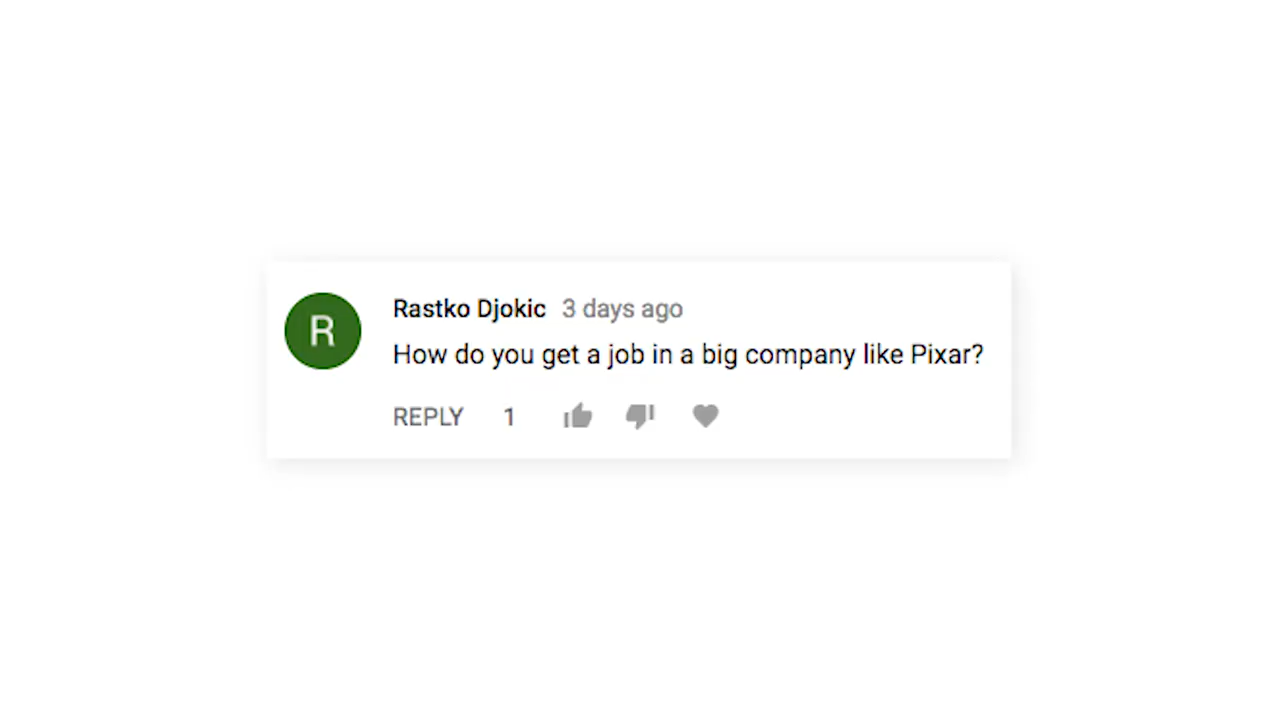 R
Rastko Djokic 3 days ago
How do you get a job in a big company like Pixar?
REPLY 1